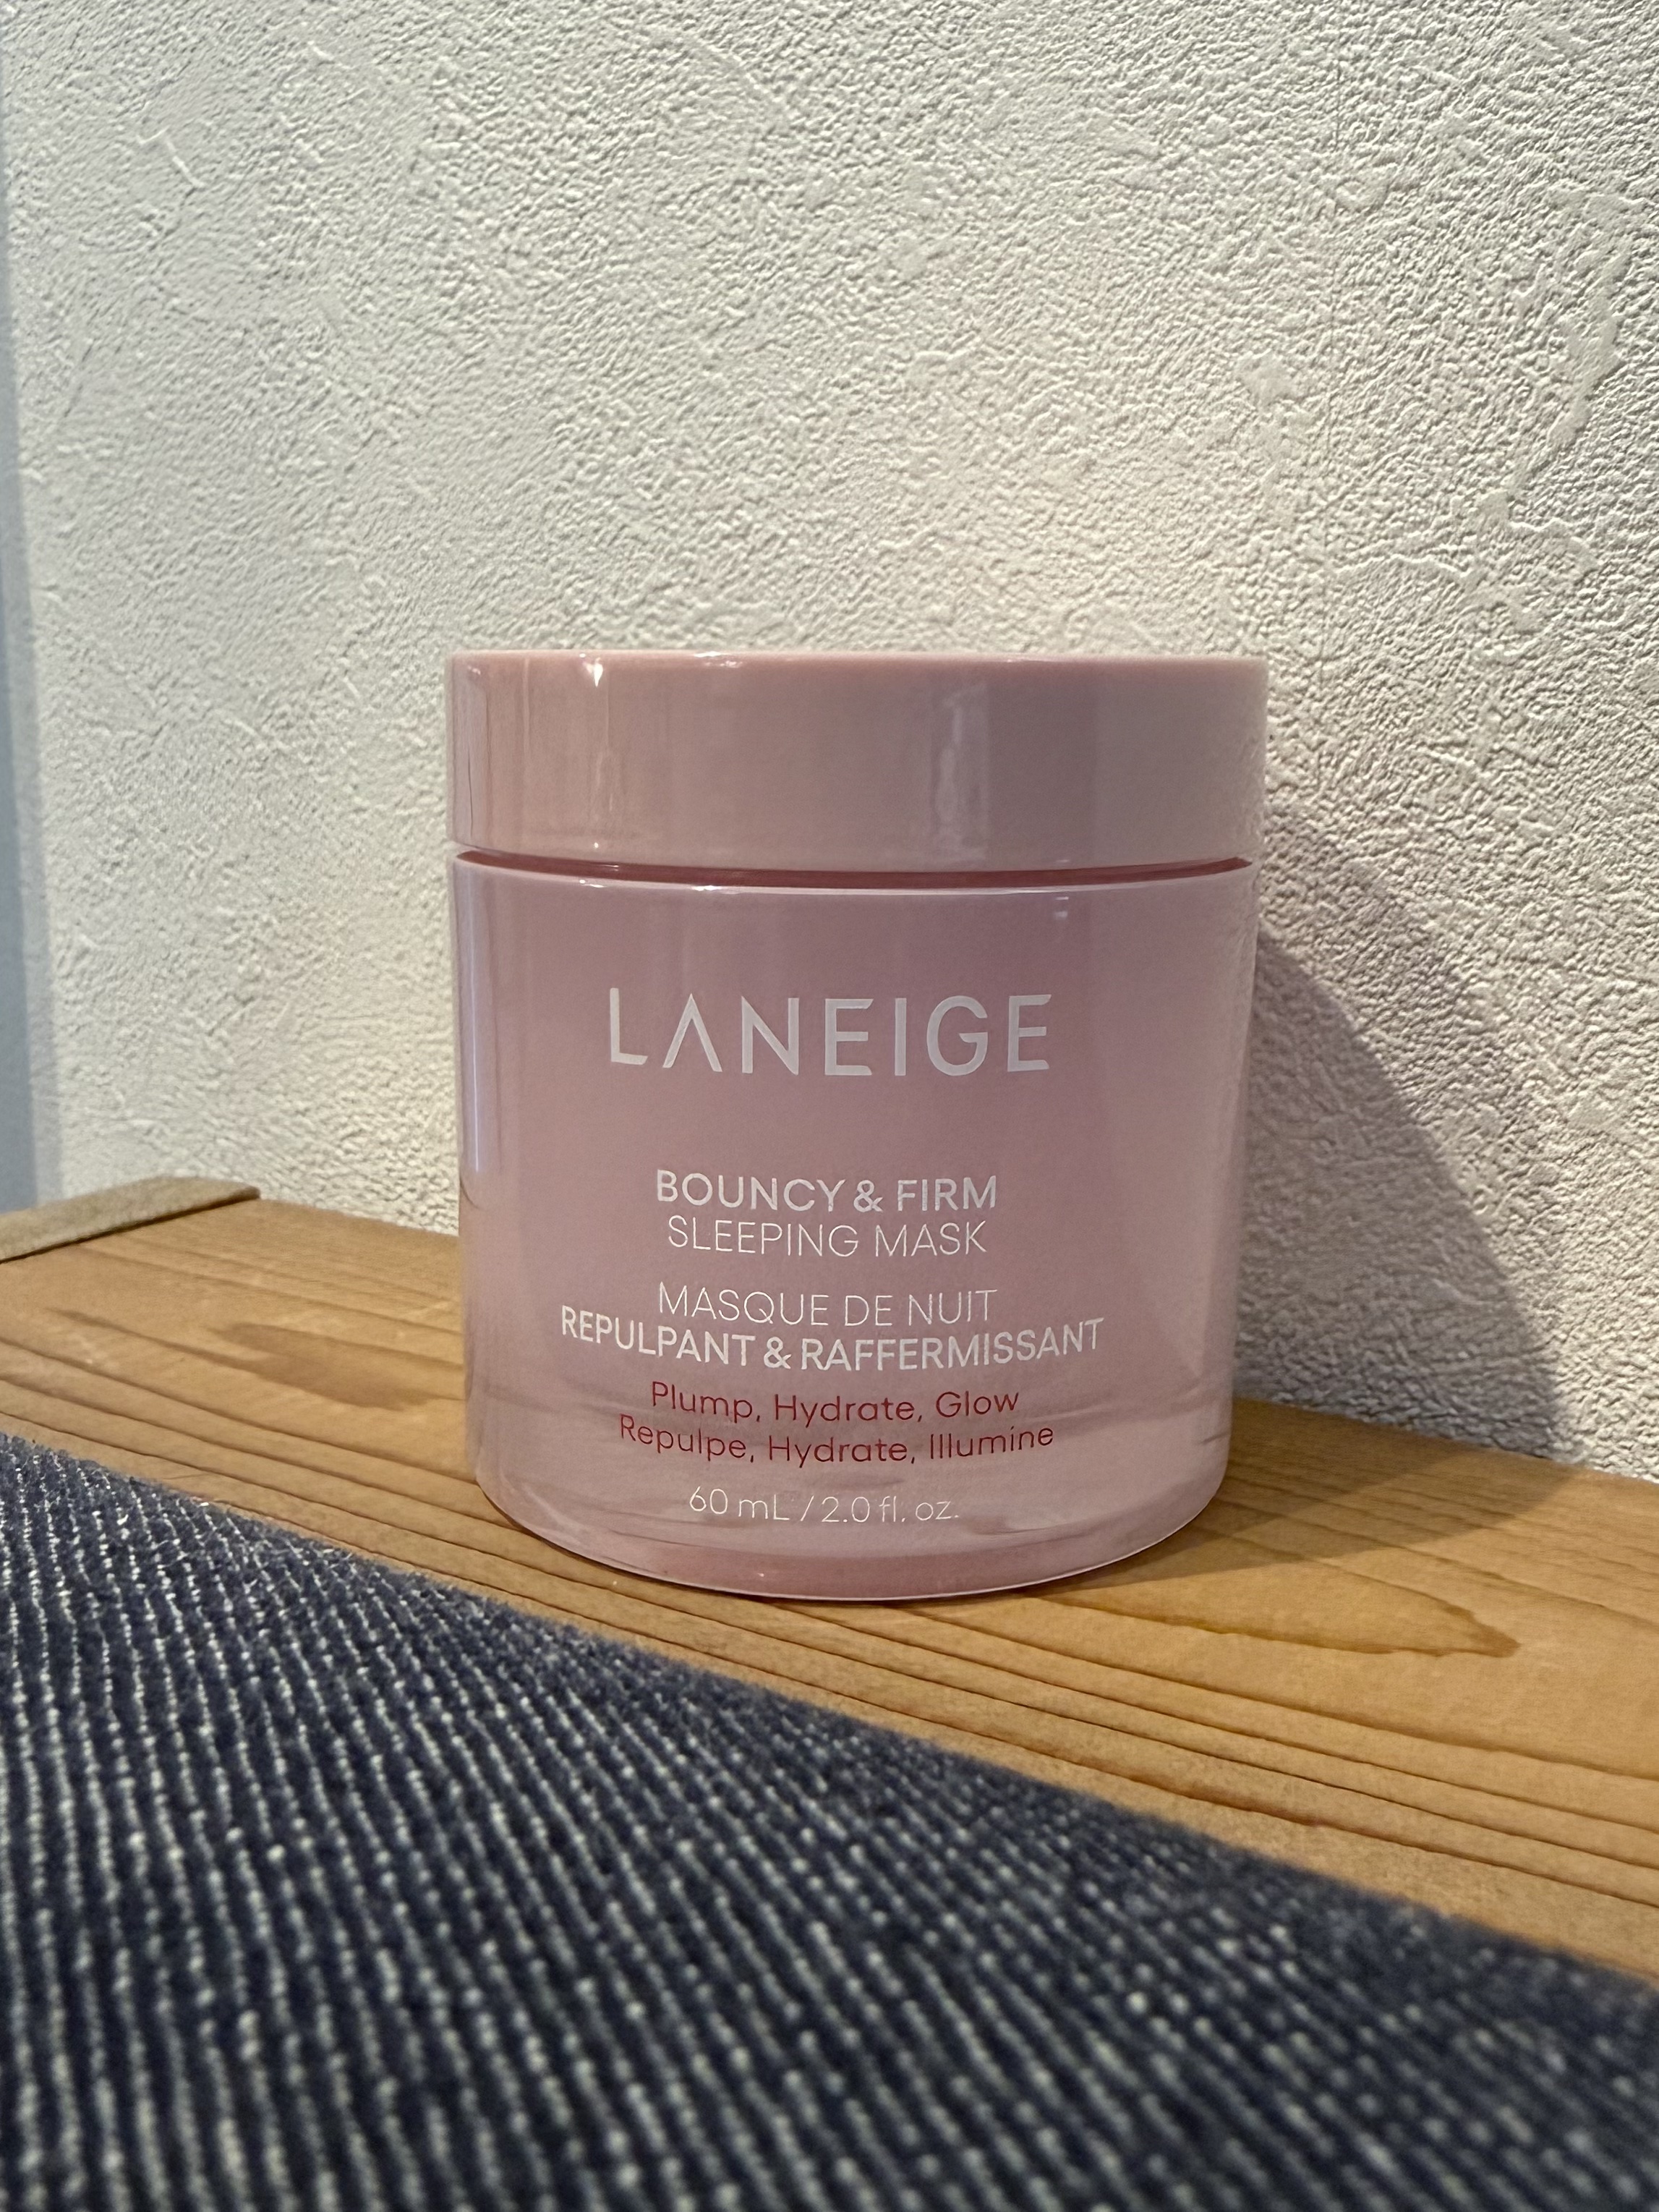 LANEIGE
BOUNCY & FIRM
SLEEPING MASK
MASQUE DE NUIT
REPULPANT & RAFFERMISSANT
Plump, Hydrate, Glow
Repulpe, Hydrate, Illumine
60 mL / 2.0 fl. oz.